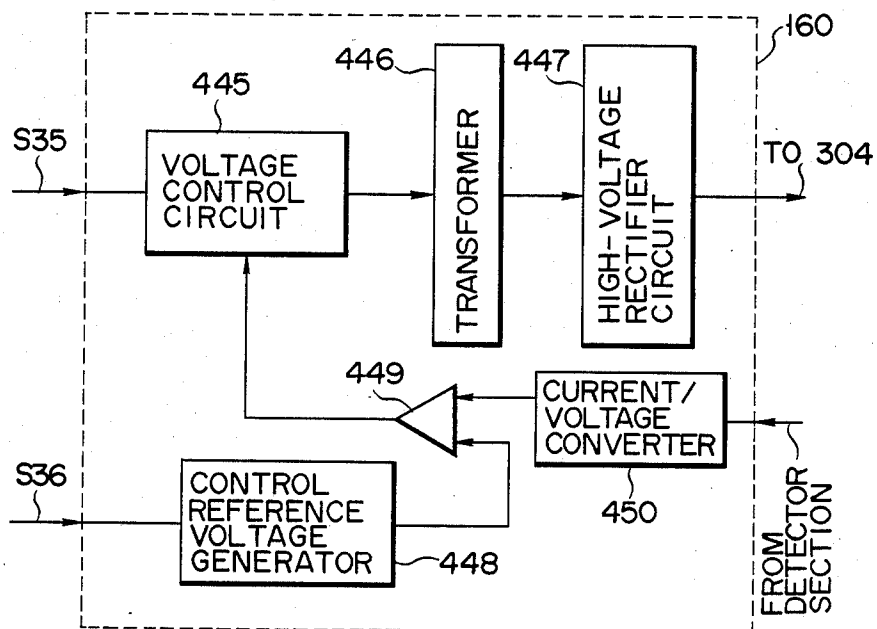 160
446
447
445
S35
VOLTAGE
CONTROL
CIRCUIT
TRANSFORMER
HIGH-VOLTAGE
RECTIFIER
CIRCUIT
TO 304
449
CURRENT/
VOLTAGE
CONVERTER
450
S36
CONTROL
REFERENCE
VOLTAGE
GENERATOR
448
FROM
DETECTOR
SECTION